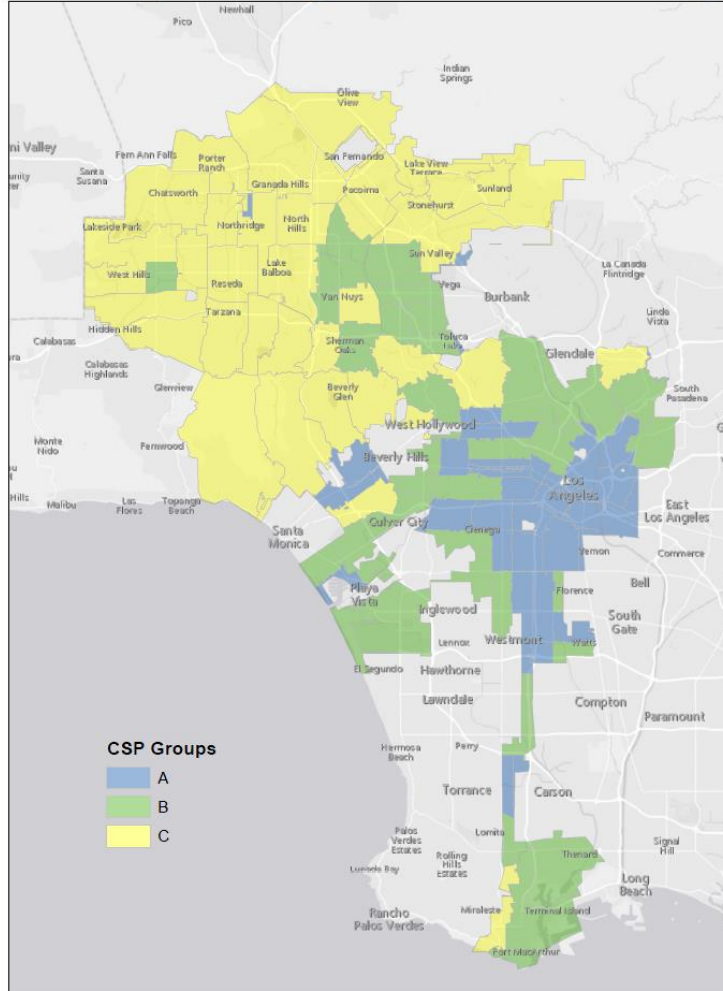 Newhall
Pico
Indian
Springs
Olive
View
ni Valley
Santa
Susana
Fern Ann Falls
Porter
Ranch
San Fernando
Lake View
Terrace
Chatsworth
Granada Hills
Pacoima
Sunland
Stonehurst
Lakeside Park
Northridge
North
Hills
Sun Valley
La Canada
Flintridge
West Hills
Reseda
Lake
Balboa
Van Nuys
Vega
Burbank
Linda
Vista
Tarzana
Hidden Hills
Calabasas
Sherman
Oaks
Toluca
Lake
Glendale
Calabasas
Highlands
Glenview
Beverly
Glen
South
Pasadena
Monte
Nido
Fernwood
West Hollywood
Beverly Hills
Los
Angeles
Hills
Malibu
Las
Flores
Topanga
Beach
Santa
Monica
Culver City
Cienega
East
Los Angeles
Vernon
Commerce
Playa
Vista
Inglewood
Florence
Bell
South
Gate
Lennox
Westmont
Watts
El Segundo
Hawthorne
Lawndale
Compton
Paramount
CSP Groups
A
B
C
Hermosa
Beach
Perry
Torrance
Carson
Palos
Verdes
Estates
Lomita
Signal
Hill
Lunada Bay
Rolling
Hills
Estates
Thenard
Long
Beach
Miraleste
Terminal Island
Rancho
Palos Verdes
Fort MacArthur